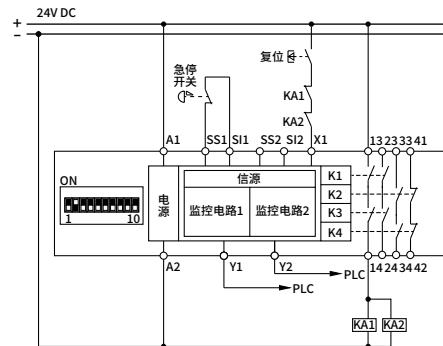 24V DC
+
−
急停
开关
复位
KA1
KA2
A1 SS1 SI1 SS2 SI2 X1 13 23 33 41
ON
1 10
电源
信源
监控电路1 监控电路2
K1
K2
K3
K4
A2 Y1 Y2 14 24 34 42
PLC
PLC
KA1 KA2